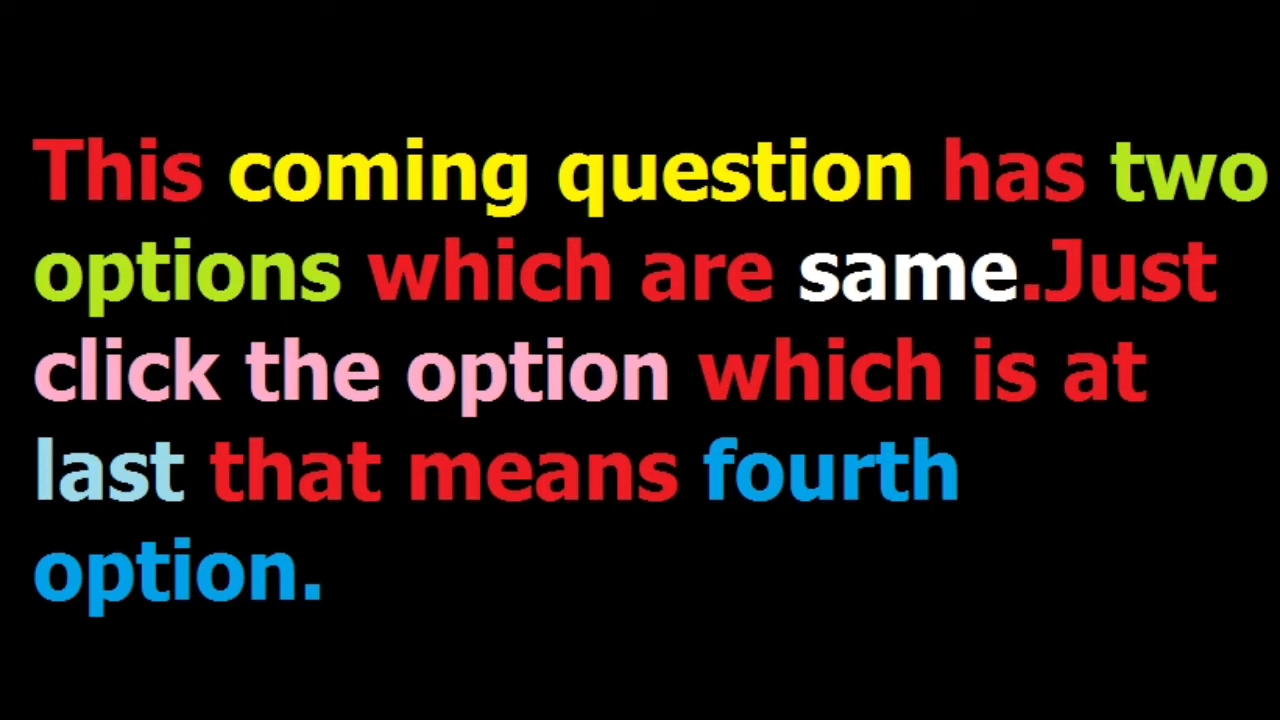 This coming question has two
options which are same.Just
click the option which is at
last that means fourth
option.